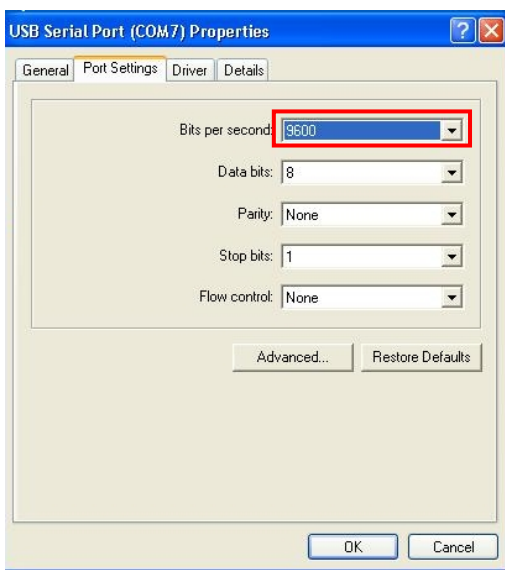 USB Serial Port (COM7) Properties
General Port Settings Driver Details
Bits per second: 9600
Data bits: 8
Parity: None
Stop bits: 1
Flow control: None
Advanced... Restore Defaults
OK Cancel